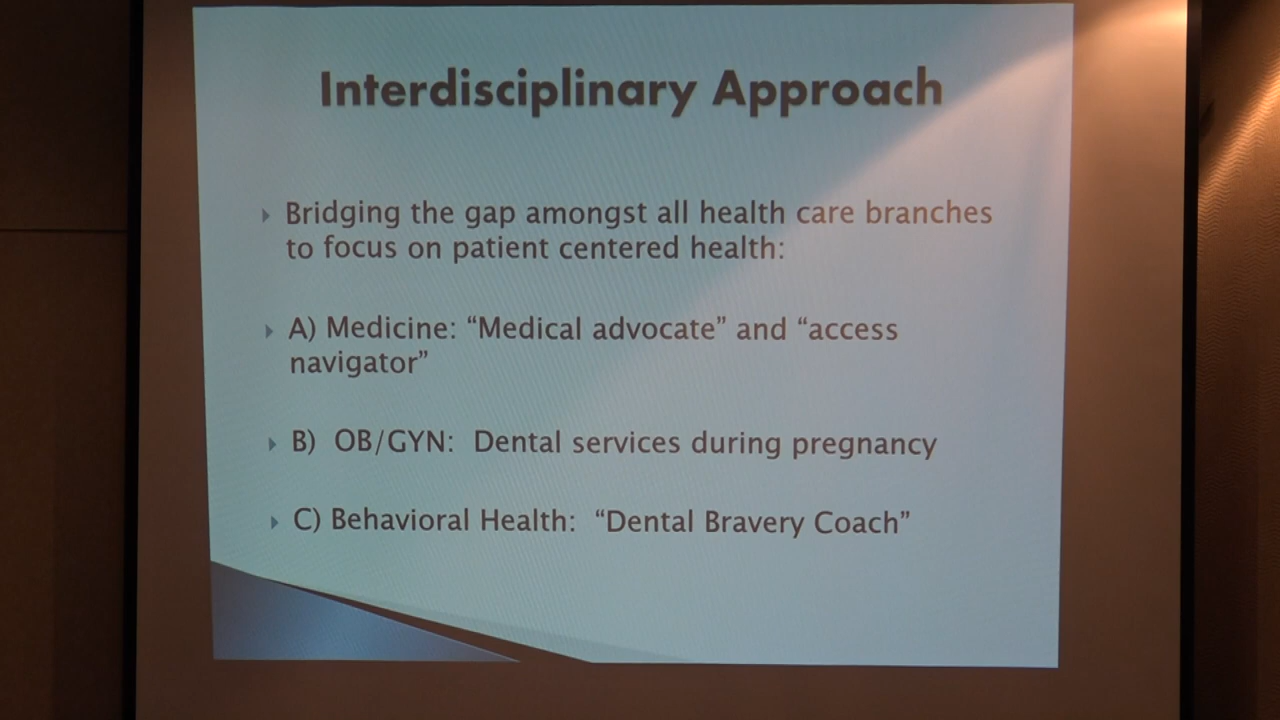 Interdisciplinary Approach
Bridging the gap amongst all health care branches
to focus on patient centered health:
A) Medicine: “Medical advocate” and “access
navigator”
B) OB/GYN: Dental services during pregnancy
C) Behavioral Health: “Dental Bravery Coach”